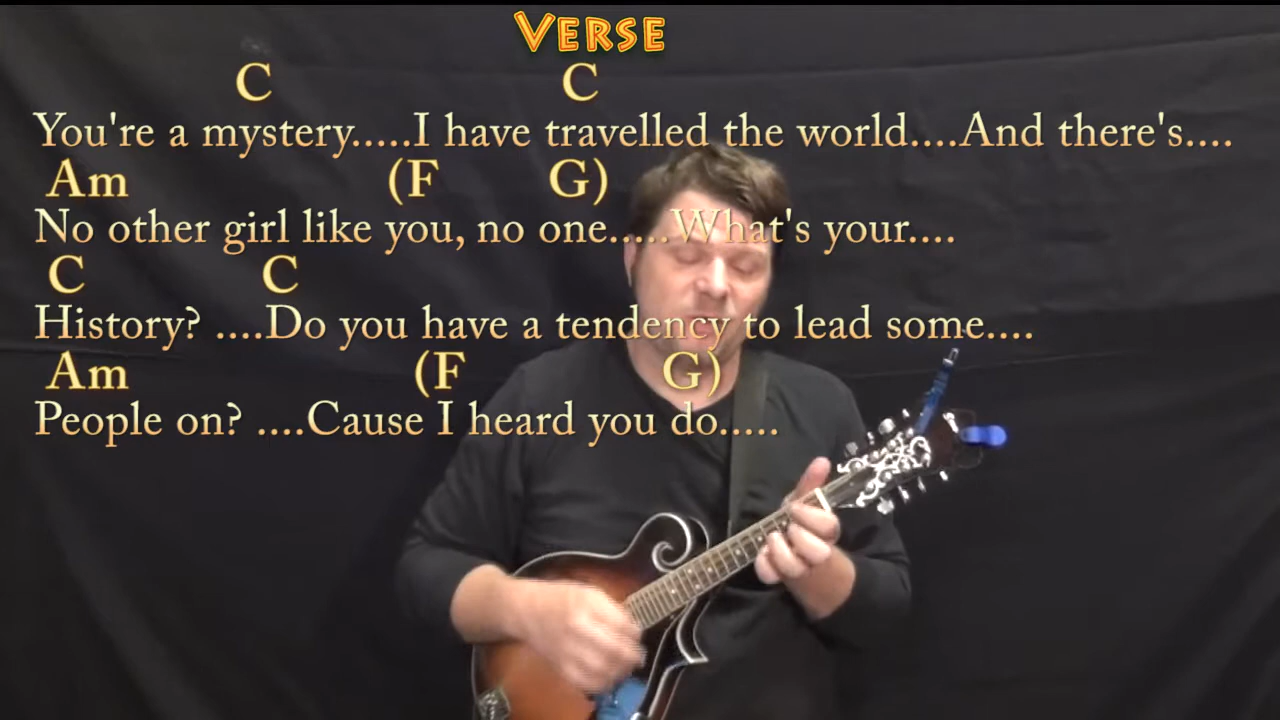 VERSE
C C
You're a mystery.....I have travelled the world....And there's....
Am (F G)
No other girl like you, no one.....What's your....
C C
History? ....Do you have a tendency to lead some....
Am (F G)
People on? ....Cause I heard you do.....